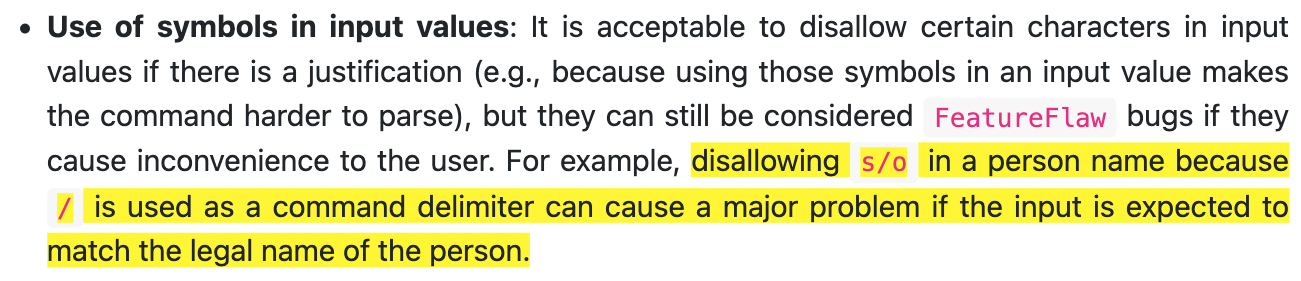 • Use of symbols in input values: It is acceptable to disallow certain characters in input
values if there is a justification (e.g., because using those symbols in an input value makes
the command harder to parse), but they can still be considered FeatureFlaw bugs if they
cause inconvenience to the user. For example, disallowing s/o in a person name because
/ is used as a command delimiter can cause a major problem if the input is expected to
match the legal name of the person.